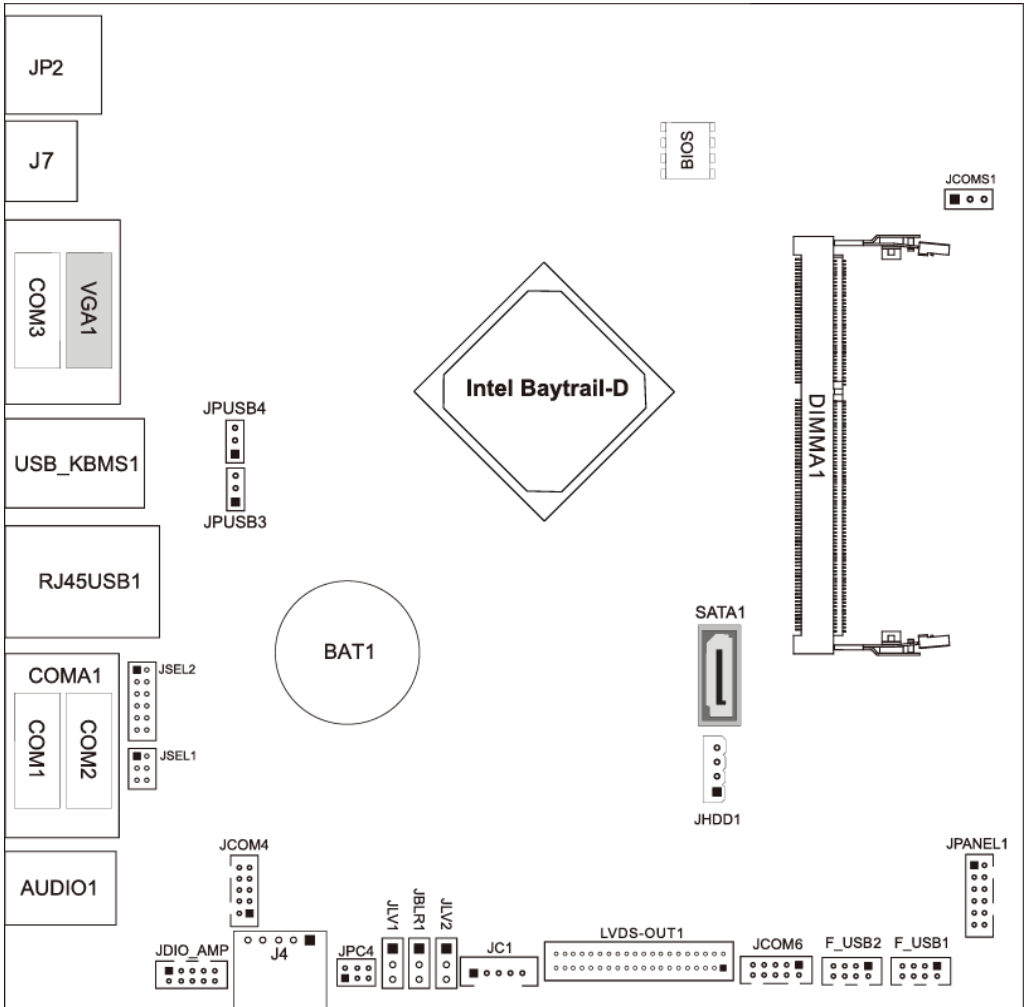 JP2
BIOS
J7
JCOMS1
COM3
VGA1
Intel Baytrail-D
DIMMA1
JPUSB4
USB_KBMS1
JPUSB3
RJ45USB1
SATA1
BAT1
COMA1
JSEL2
COM1
COM2
JSEL1
JHDD1
JCOM4
JPANEL1
AUDIO1
JLV1
JBLR1
JLV2
LVDS-OUT1
JDIO_AMP
J4
JPC4
JC1
JCOM6
F_USB2
F_USB1